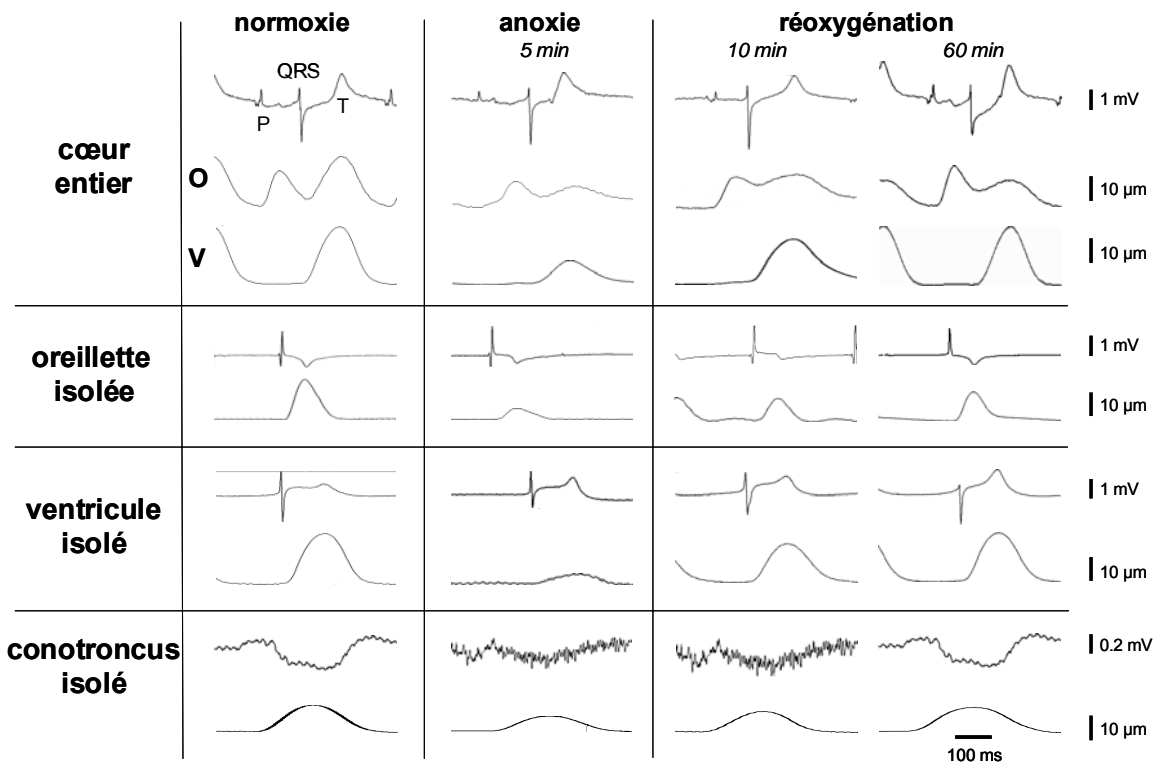 normoxie
anoxie
réoxygénation
5 min
10 min
60 min
QRS
P
T
1 mV
cœur
entier
O
10 µm
V
10 µm
oreillette
isolée
1 mV
10 µm
ventricule
isolé
1 mV
10 µm
conotroncus
isolé
0.2 mV
10 µm
100 ms